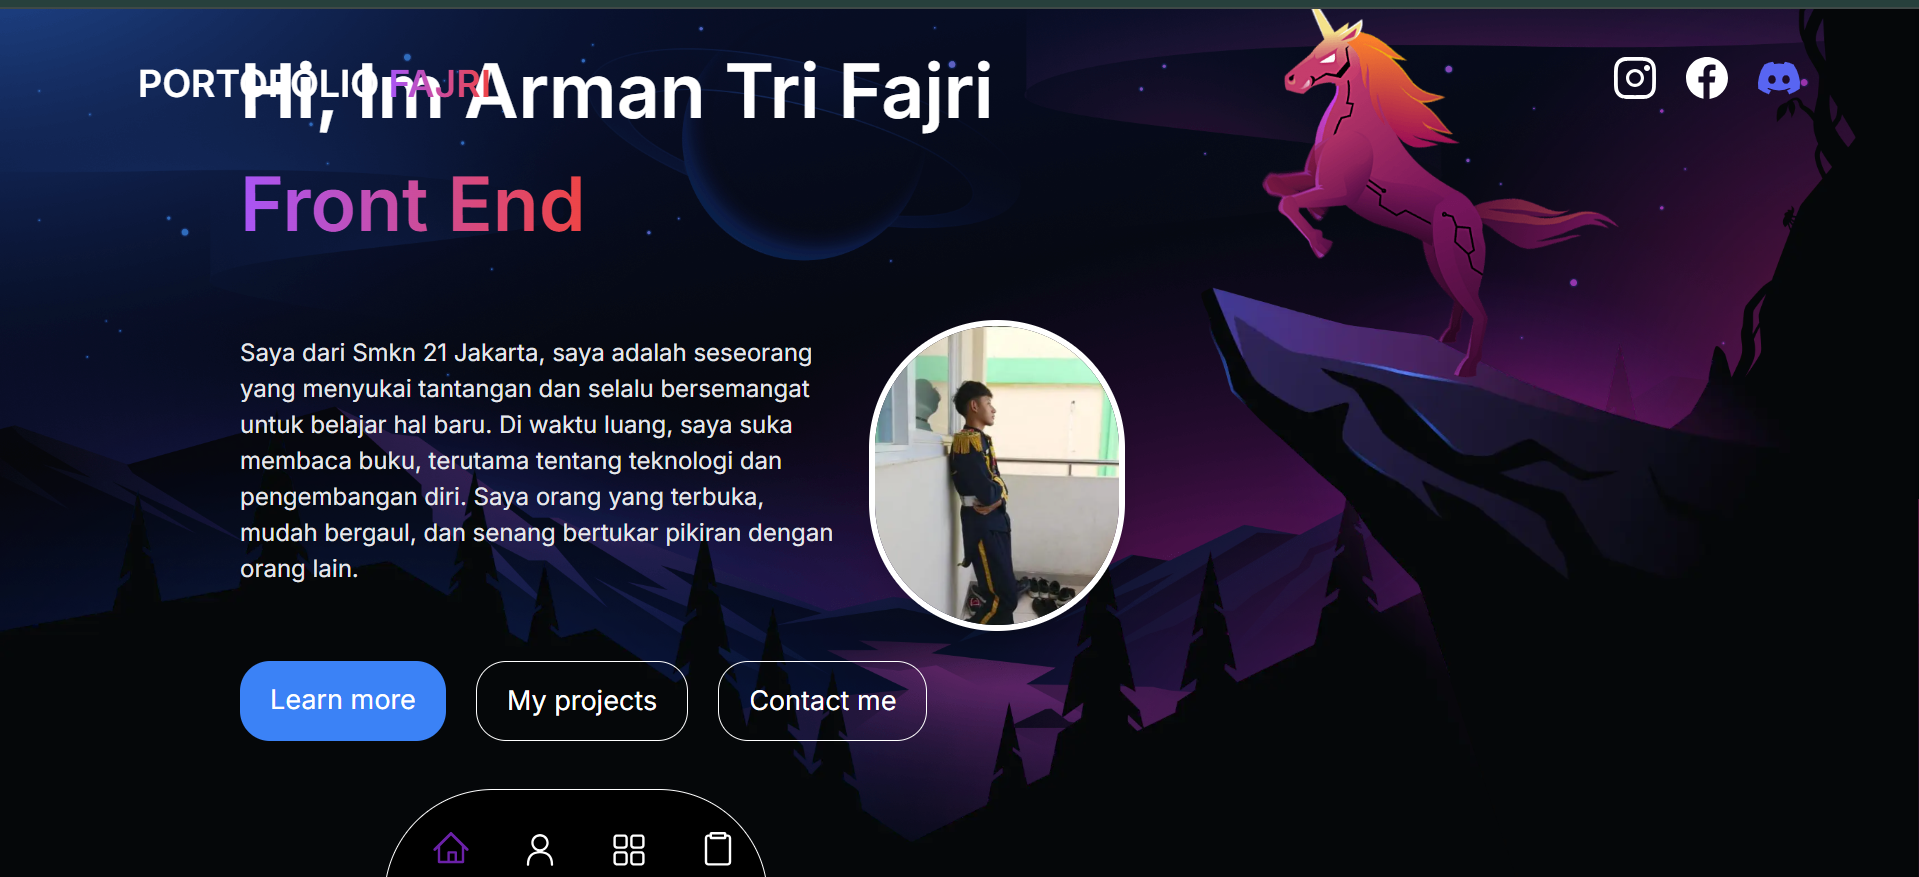 PORTOFOLIO FAJRI
Hi, Im Arman Tri Fajri
Front End
Saya dari Smkn 21 Jakarta, saya adalah seseorang
yang menyukai tantangan dan selalu bersemangat
untuk belajar hal baru. Di waktu luang, saya suka
membaca buku, terutama tentang teknologi dan
pengembangan diri. Saya orang yang terbuka,
mudah bergaul, dan senang bertukar pikiran dengan
orang lain.
Learn more
My projects
Contact me